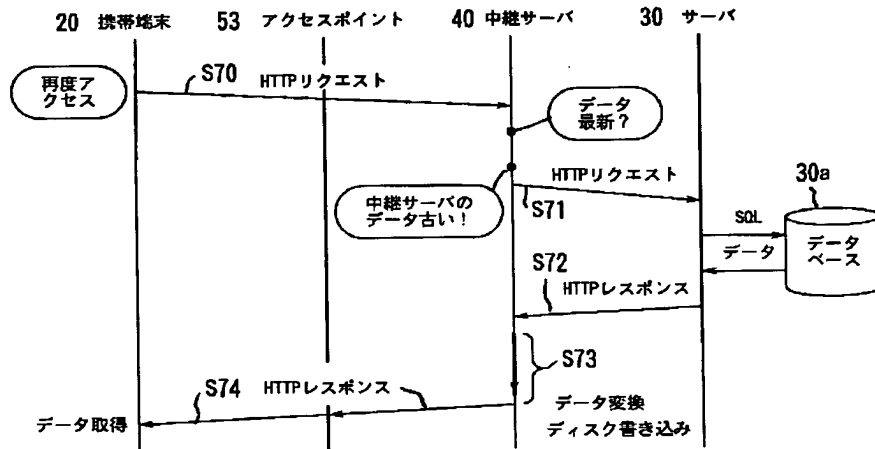 20 携帯端末
53 アクセスポイント
40 中継サーバ
30 サーバ
再度ア
クセス
S70
HTTPリクエスト
データ
最新？
中継サーバの
データ古い！
HTTPリクエスト
S71
30a
SQL
データ
データ
ベース
S72
HTTPレスポンス
S73
S74
HTTPレスポンス
データ取得
データ変換
ディスク書き込み